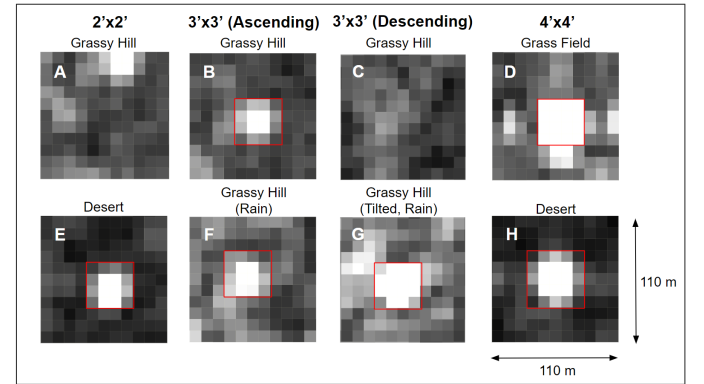 2’x2’ 3’x3’ (Ascending) 3’x3’ (Descending) 4’x4’
Grassy Hill Grassy Hill Grassy Hill Grass Field
A B C D
Desert Grassy Hill (Rain) Grassy Hill (Tilted, Rain) Desert
E F G H
110 m
110 m